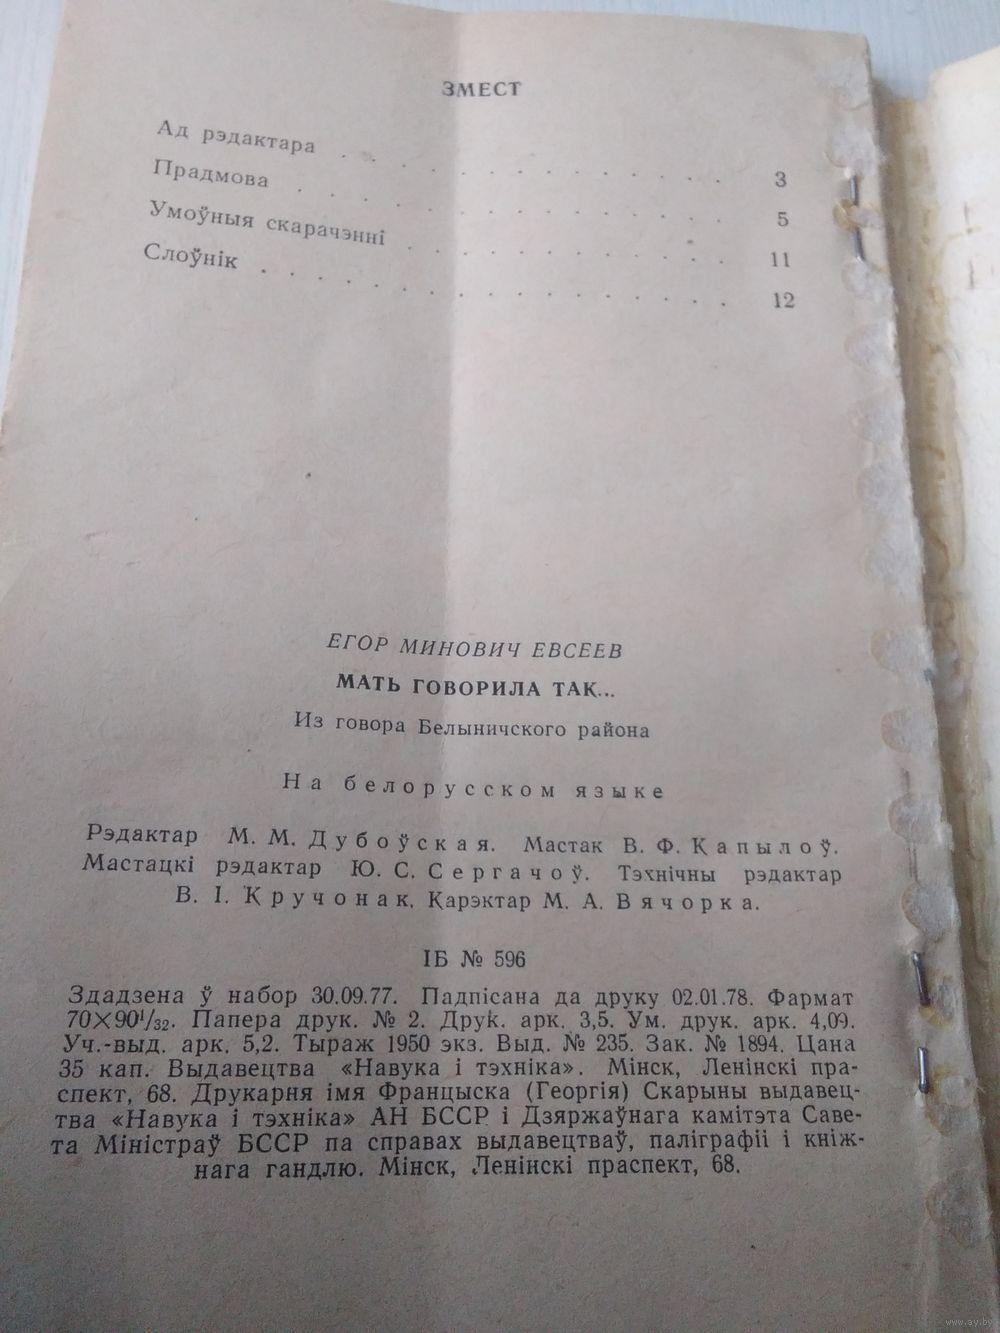 ЗМЕСТ
Ад рэдактара . . . . . . . . . . . . . . 3
Прадмова . . . . . . . . . . . . . . . 5
Умоўныя скарачэнні . . . . . . . . . . . . 11
Слоўнік . . . . . . . . . . . . . . . . . 12
ЕГОР МИНОВИЧ ЕВСЕЕВ
МАТЬ ГОВОРИЛА ТАК...
Из говора Белыничского района
На белорусском языке
Рэдактар М. М. Дубоўская. Мастак В. Ф. Капылоў.
Мастацкі рэдактар Ю. С. Сергачоў. Тэхнічны рэдактар
В. І. Кручонак. Карэктар М. А. Вячорка.
ІБ № 596
Здадзена ў набор 30.09.77. Падпісана да друку 02.01.78. Фармат
70×90¹/₃₂. Папера друк. № 2. Друк. арк. 3,5. Ум. друк. арк. 4,09.
Уч.-выд. арк. 5,2. Тыраж 1950 экз. Выд. № 235. Зак. № 1894. Цана
35 кап. Выдавецтва «Навука і тэхніка». Мінск, Ленінскі пра-
спект, 68. Друкарня імя Францыска (Георгія) Скарыны выдавец-
тва «Навука і тэхніка» АН БССР і Дзяржаўнага камітэта Саве-
та Міністраў БССР па справах выдавецтваў, паліграфіі і кніж-
нага гандлю. Мінск, Ленінскі праспект, 68.
www.ay.by